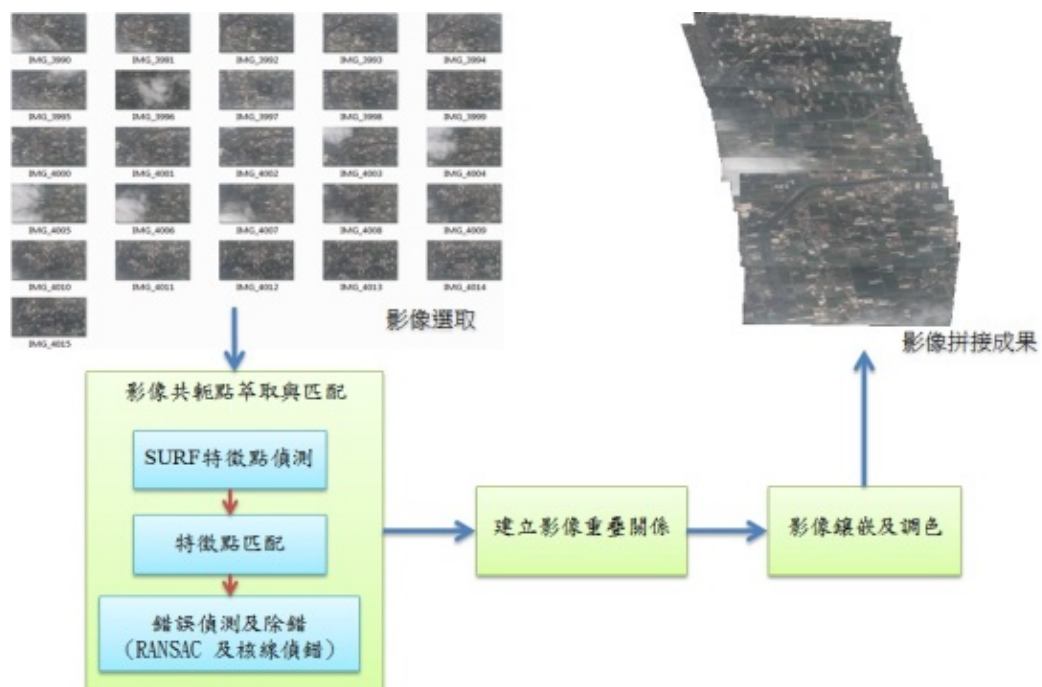 IMG_3990 IMG_3991 IMG_3992 IMG_3993 IMG_3994
IMG_3995 IMG_3996 IMG_3997 IMG_3998 IMG_3999
IMG_4000 IMG_4001 IMG_4002 IMG_4003 IMG_4004
IMG_4005 IMG_4006 IMG_4007 IMG_4008 IMG_4009
IMG_4010 IMG_4011 IMG_4012 IMG_4013 IMG_4014
IMG_4015
影像選取
影像拼接成果
影像共軛點萃取與匹配
SURF特徵點偵測
特徵點匹配
錯誤偵測及除錯
(RANSAC 及核線偵錯)
建立影像重疊關係
影像鑲嵌及調色